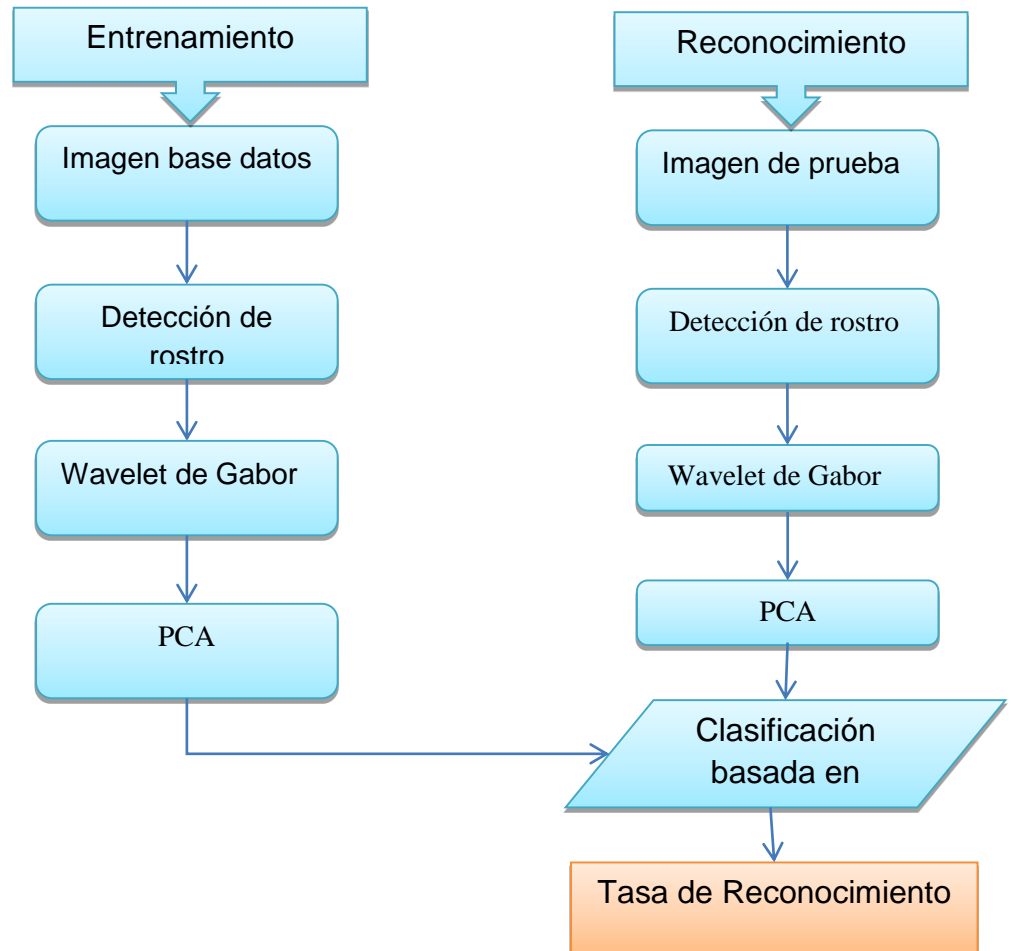 Entrenamiento
Imagen base datos
Detección de
rostro
Wavelet de Gabor
PCA
Reconocimiento
Imagen de prueba
Detección de rostro
Wavelet de Gabor
PCA
Clasificación
basada en
Tasa de Reconocimiento